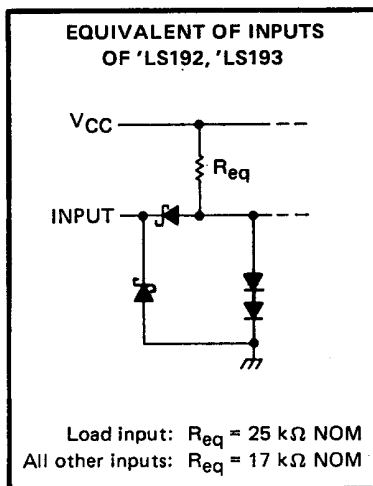 EQUIVALENT OF INPUTS
OF 'LS192, 'LS193
VCC
Req
INPUT
Load input: Req = 25 kΩ NOM
All other inputs: Req = 17 kΩ NOM